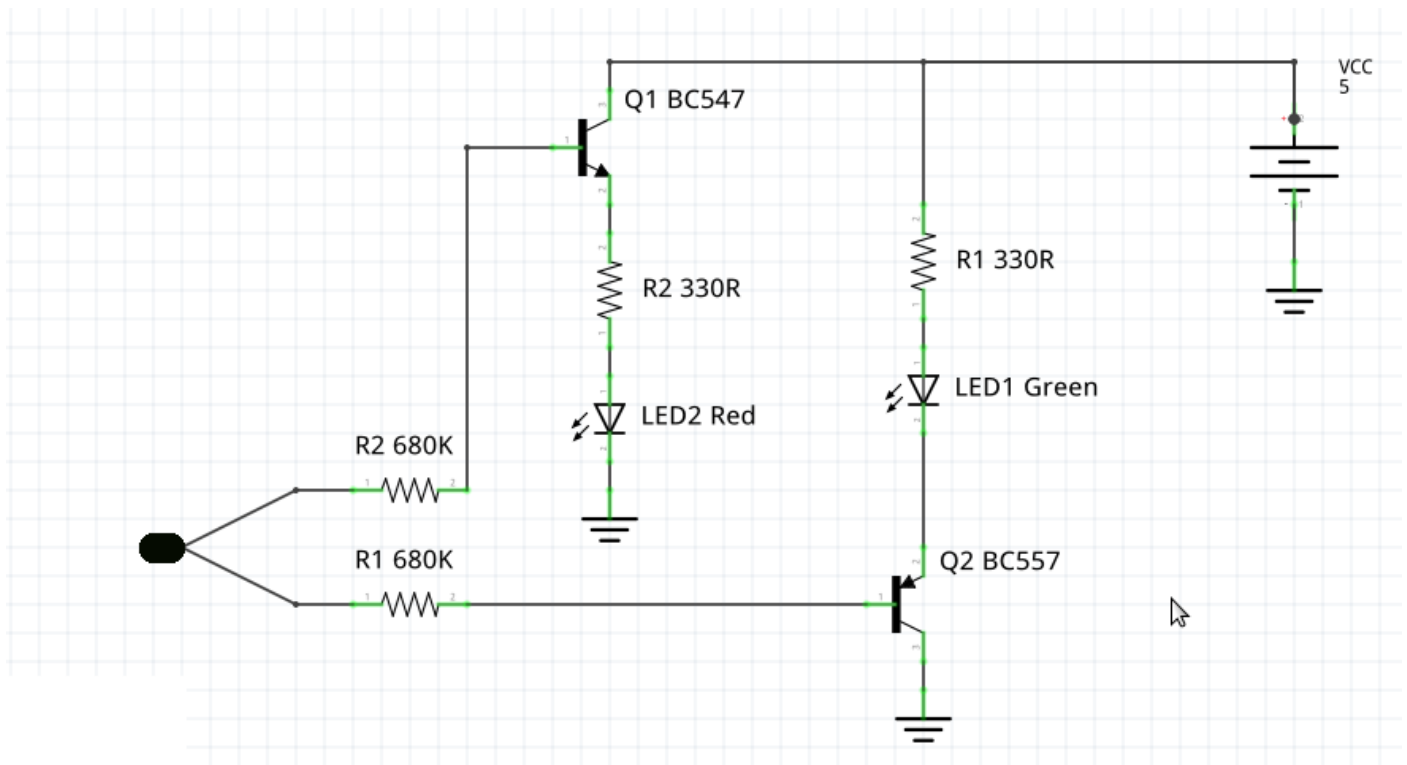 VCC
5
Q1 BC547
R2 330R
R1 330R
LED1 Green
LED2 Red
R2 680K
R1 680K
Q2 BC557